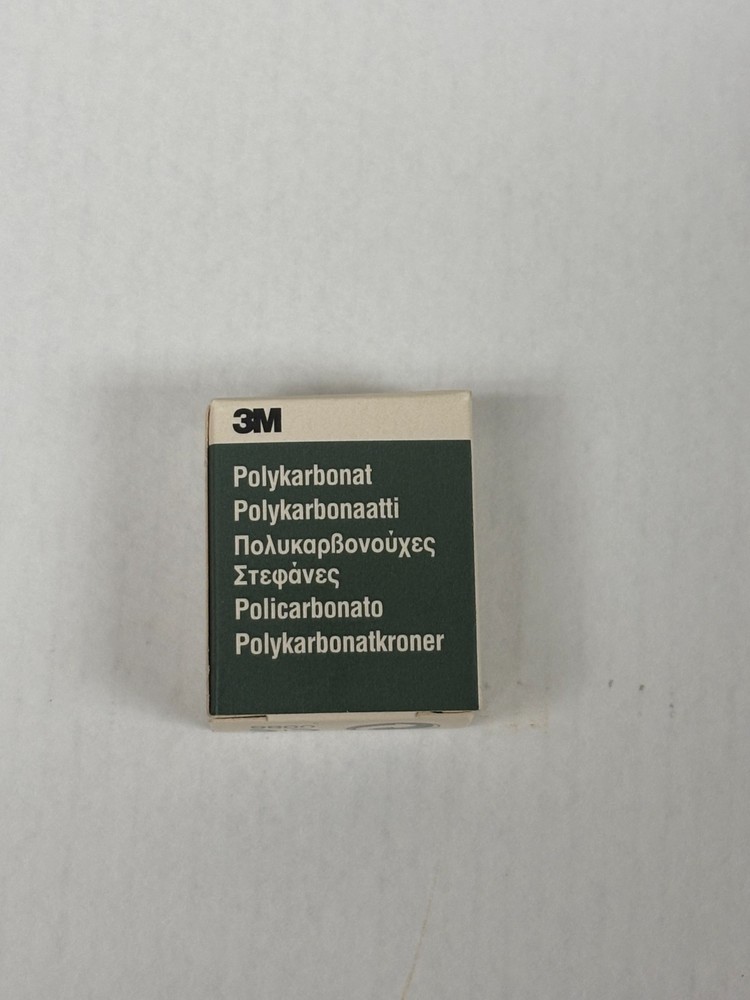 3M
Polykarbonat
Polykarbonaatti
Πολυκαρβονούχες
Στεφάνες
Policarbonato
Polykarbonatkroner